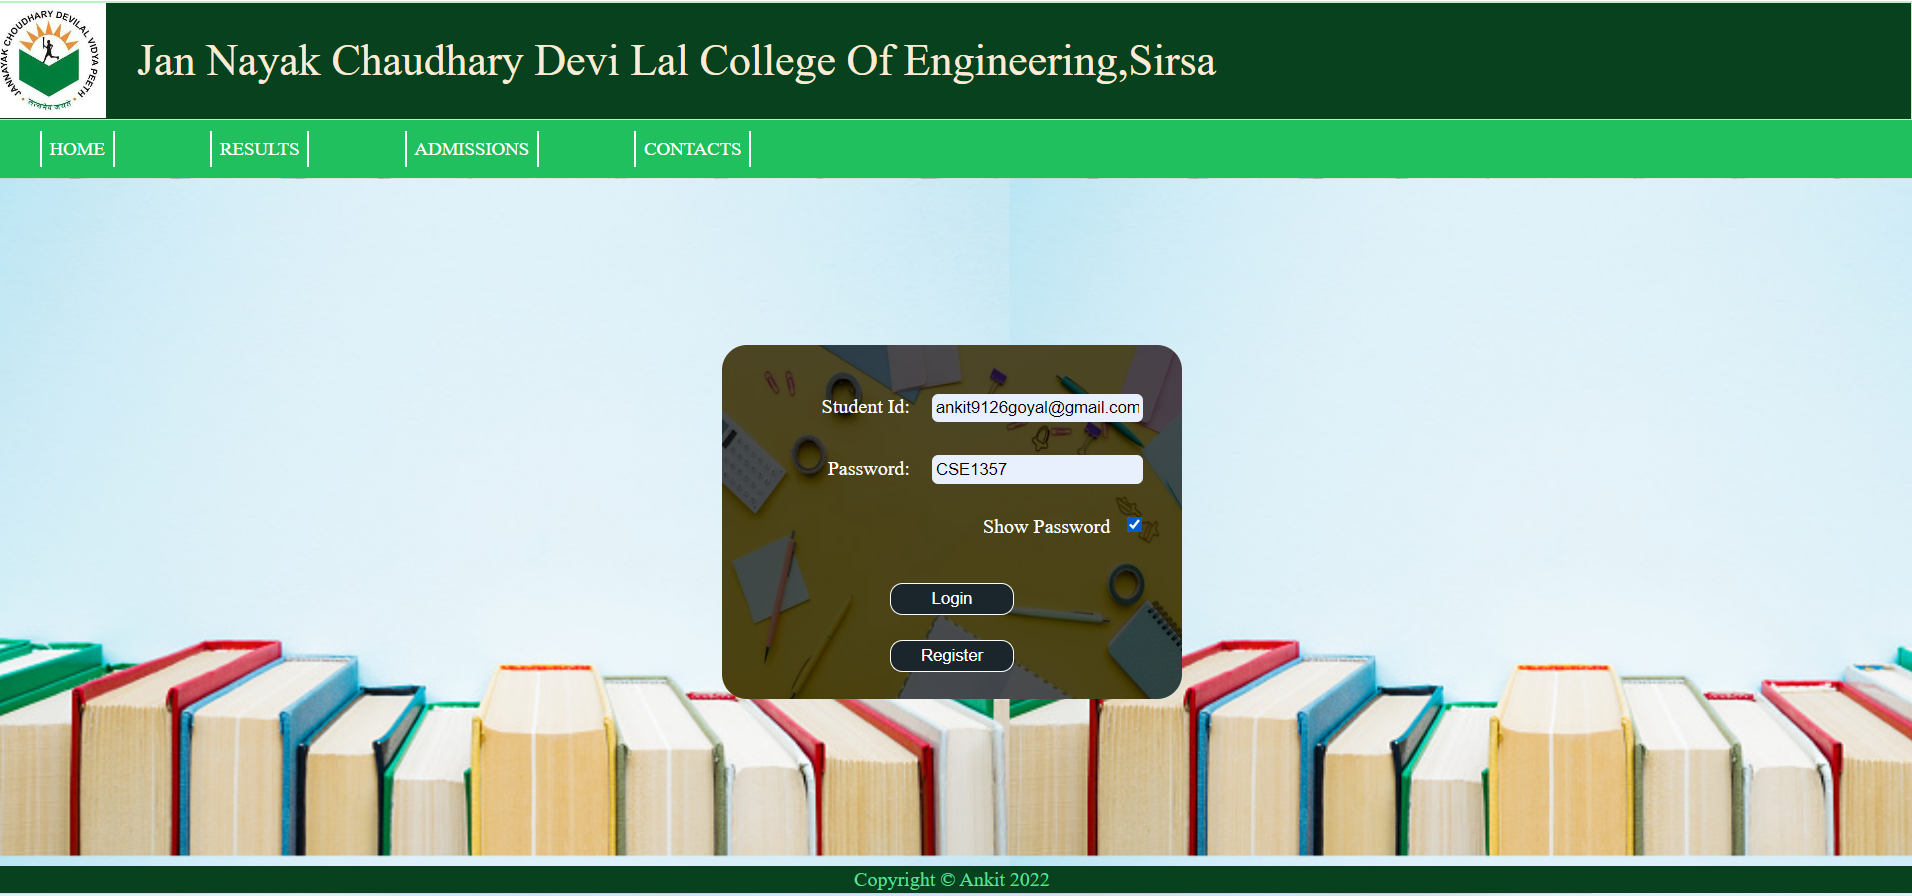 JANNAYAK CHOUDHARY DEVILAL VIDYA PEETH
Jan Nayak Chaudhary Devi Lal College Of Engineering,Sirsa
HOME RESULTS ADMISSIONS CONTACTS
Student Id: ankit9126goyal@gmail.com
Password: CSE1357
Show Password
Login
Register
Copyright © Ankit 2022